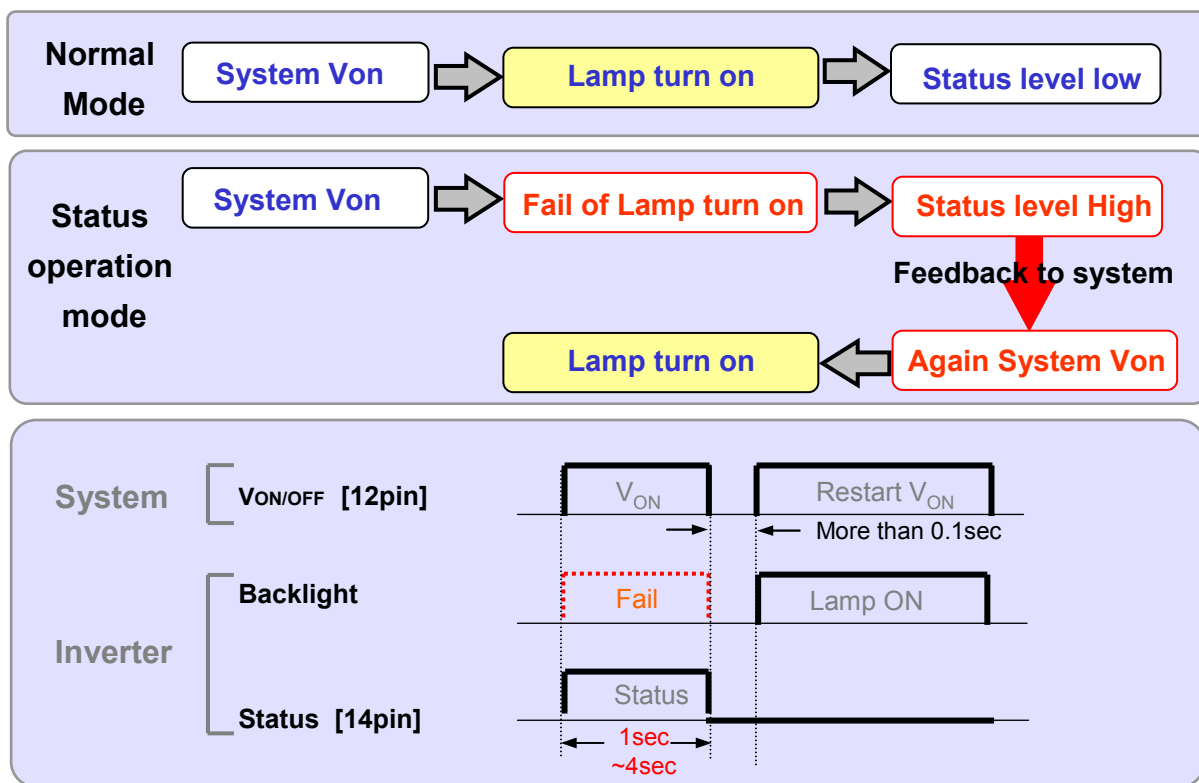 Normal
Mode
System Von
Lamp turn on
Status level low
Status
operation
mode
System Von
Fail of Lamp turn on
Status level High
Feedback to system
Lamp turn on
Again System Von
System
VON/OFF [12pin]
VON
Restart VON
More than 0.1sec
Inverter
Backlight
Fail
Lamp ON
Status [14pin]
Status
1sec
~4sec